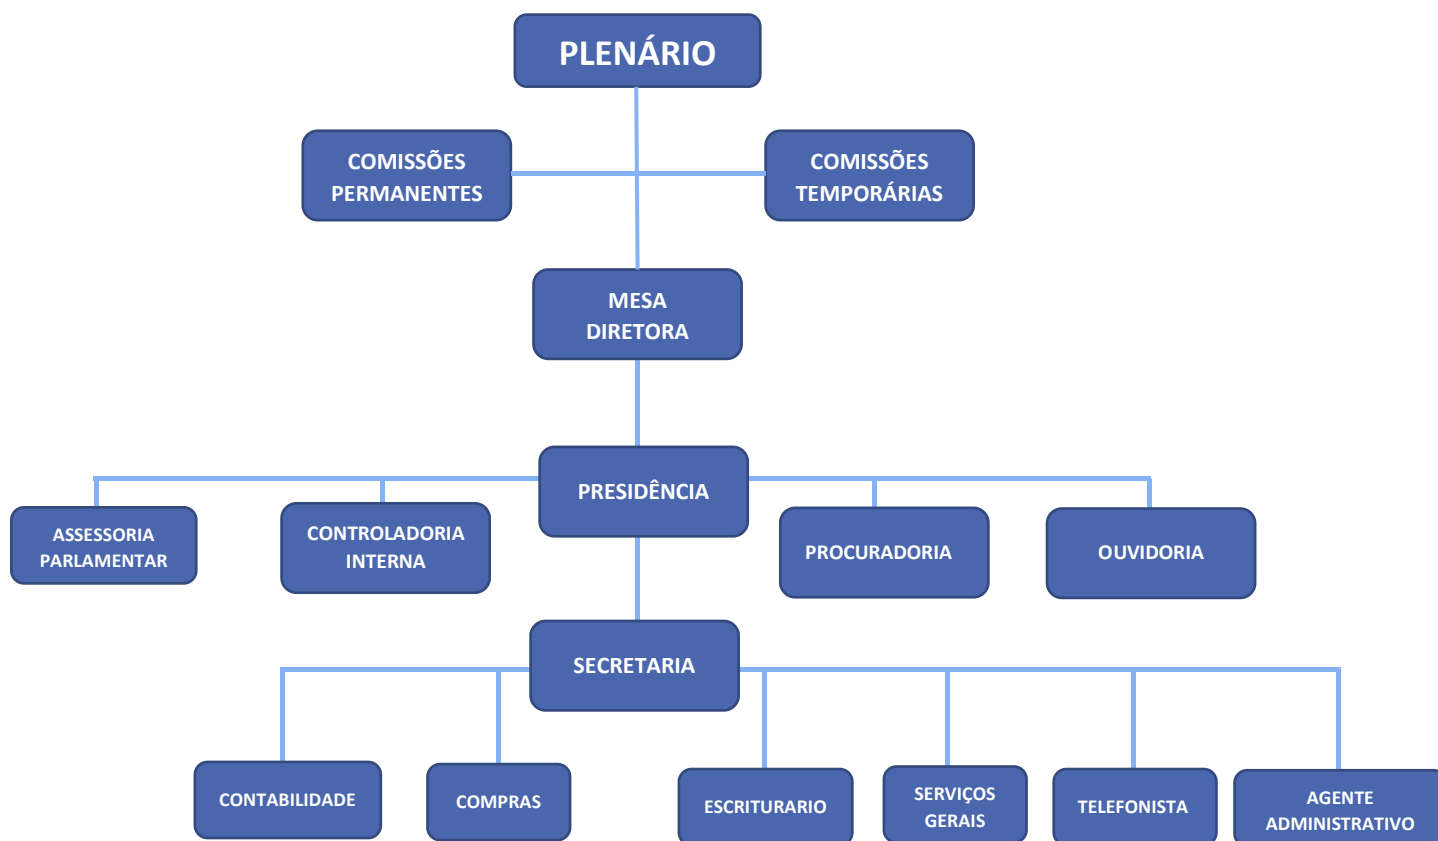 PLENÁRIO
COMISSÕES
PERMANENTES
COMISSÕES
TEMPORÁRIAS
MESA
DIRETORA
PRESIDÊNCIA
ASSESSORIA
PARLAMENTAR
CONTROLADORIA
INTERNA
PROCURADORIA
OUVIDORIA
SECRETARIA
CONTABILIDADE
COMPRAS
ESCRITURARIO
SERVIÇOS
GERAIS
TELEFONISTA
AGENTE
ADMINISTRATIVO